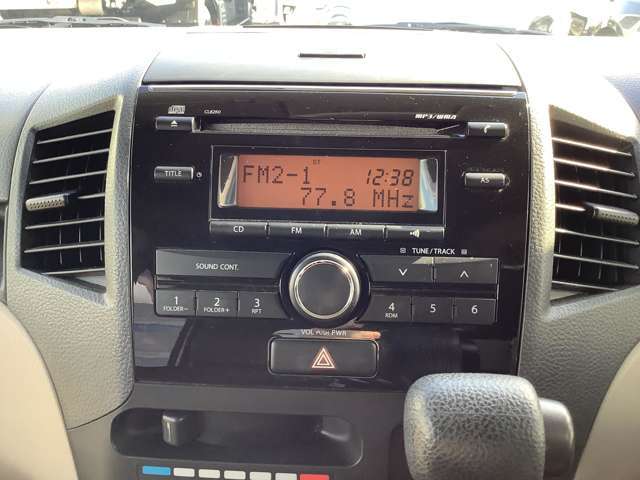 CL6260 MP3/WMA
TITLE
ST
FM2-1 12:38
77.8 MHz
AS
CD FM AM
SOUND CONT.
TUNE/TRACK
1 2 3 4 5 6
FOLDER− FOLDER+ RPT RDM
VOL PUSH PWR